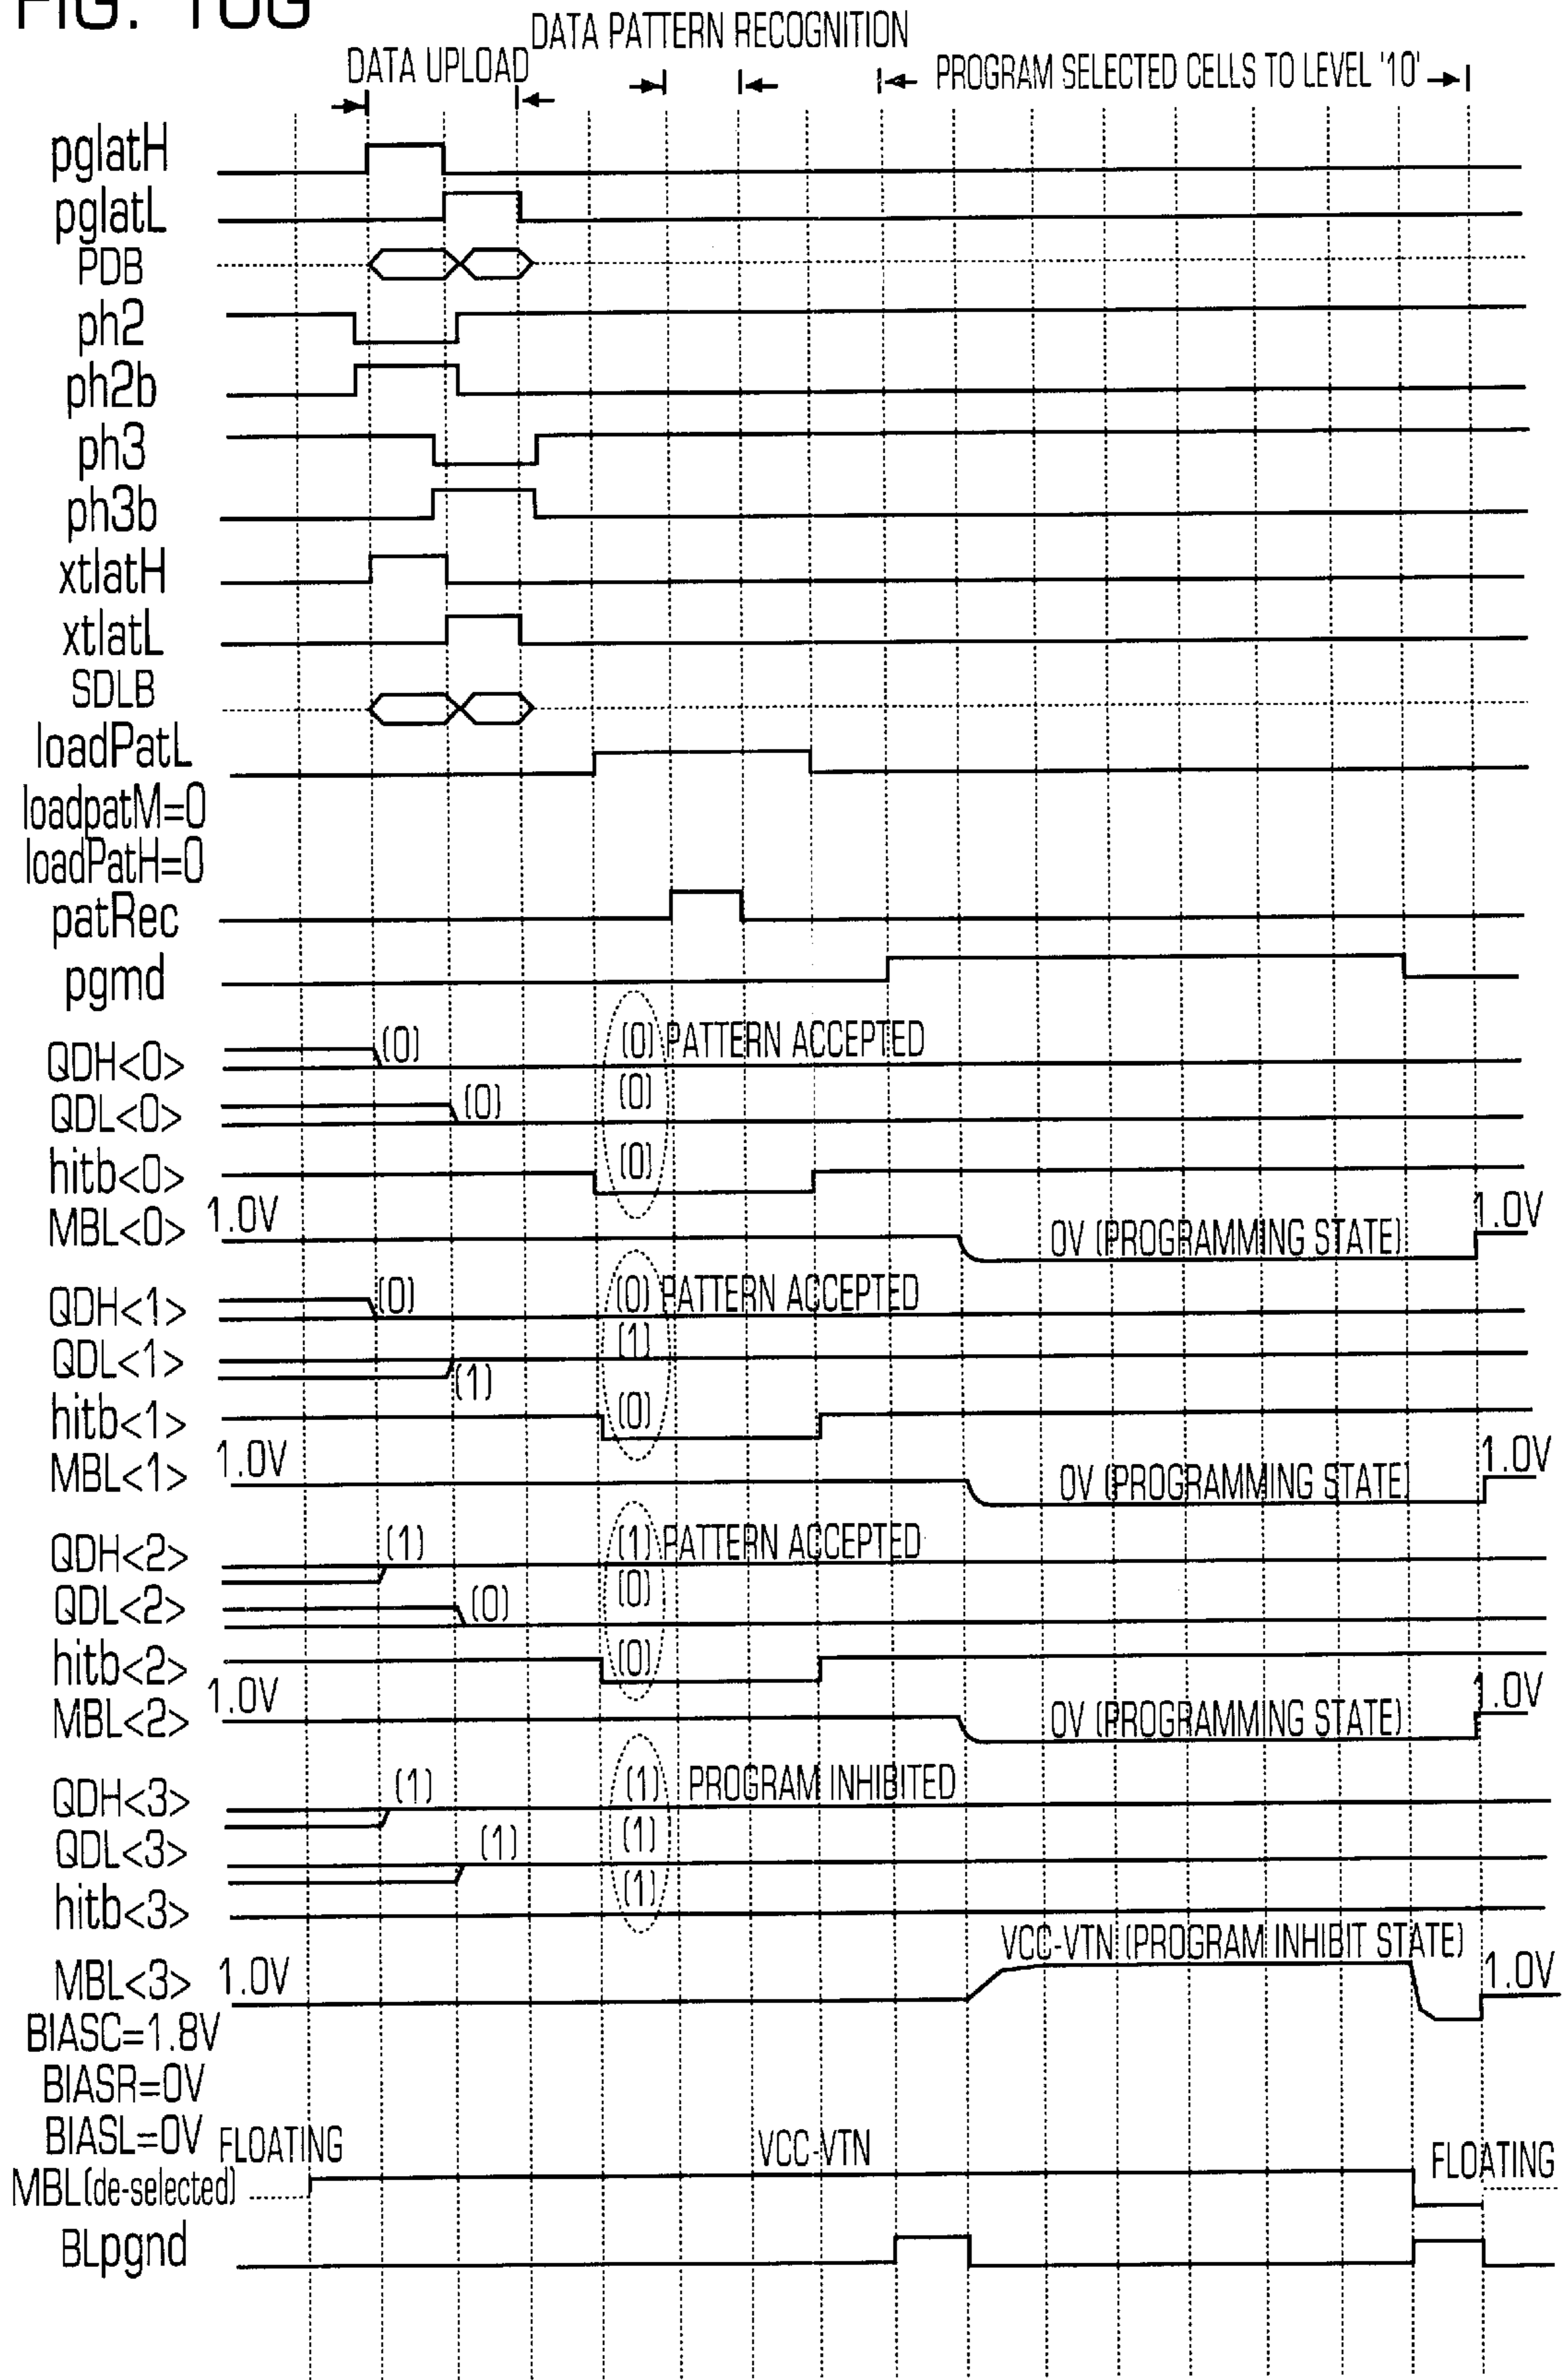 FIG. 10G
DATA PATTERN RECOGNITION
DATA UPLOAD
PROGRAM SELECTED CELLS TO LEVEL '10'
pglatH
pglatL
PDB
ph2
ph2b
ph3
ph3b
xtlatH
xtlatL
SDLB
loadPatL
loadpatM=0
loadPatH=0
patRec
pgmd
QDH<0> (0) (0) PATTERN ACCEPTED
QDL<0> (0) (0)
hitb<0> (0)
MBL<0> 1.0V 0V (PROGRAMMING STATE) 1.0V
QDH<1> (0) (0) PATTERN ACCEPTED
QDL<1> (1) (1)
hitb<1> (0)
MBL<1> 1.0V 0V (PROGRAMMING STATE) 1.0V
QDH<2> (1) (1) PATTERN ACCEPTED
QDL<2> (0) (0)
hitb<2> (0)
MBL<2> 1.0V 0V (PROGRAMMING STATE) 1.0V
QDH<3> (1) (1) PROGRAM INHIBITED
QDL<3> (1) (1)
hitb<3> (1)
VCC-VTN (PROGRAM INHIBIT STATE)
MBL<3> 1.0V 1.0V
BIASC=1.8V
BIASR=0V
BIASL=0V FLOATING VCC-VTN FLOATING
MBL(de-selected)
BLpgnd